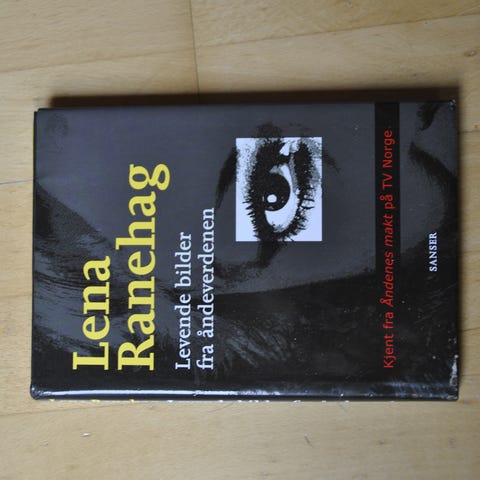 Lena
Ranehag
Levende bilder
fra åndeverdenen
Kjent fra Åndenes makt på TV Norge
SANSER